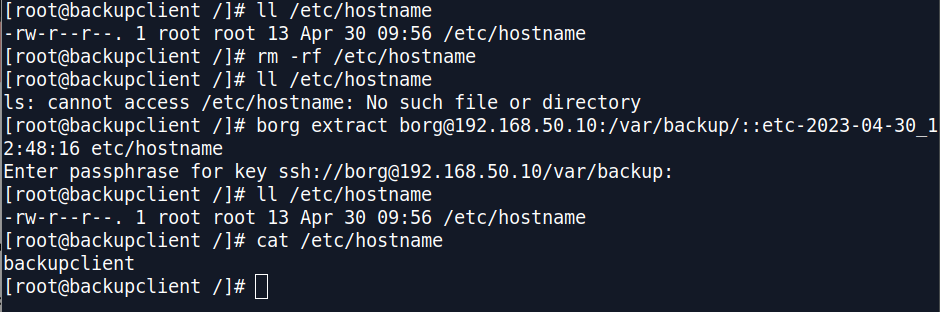 [root@backupclient /]# ll /etc/hostname
-rw-r--r--. 1 root root 13 Apr 30 09:56 /etc/hostname
[root@backupclient /]# rm -rf /etc/hostname
[root@backupclient /]# ll /etc/hostname
ls: cannot access /etc/hostname: No such file or directory
[root@backupclient /]# borg extract borg@192.168.50.10:/var/backup/::etc-2023-04-30_1
2:48:16 etc/hostname
Enter passphrase for key ssh://borg@192.168.50.10/var/backup:
[root@backupclient /]# ll /etc/hostname
-rw-r--r--. 1 root root 13 Apr 30 09:56 /etc/hostname
[root@backupclient /]# cat /etc/hostname
backupclient
[root@backupclient /]#